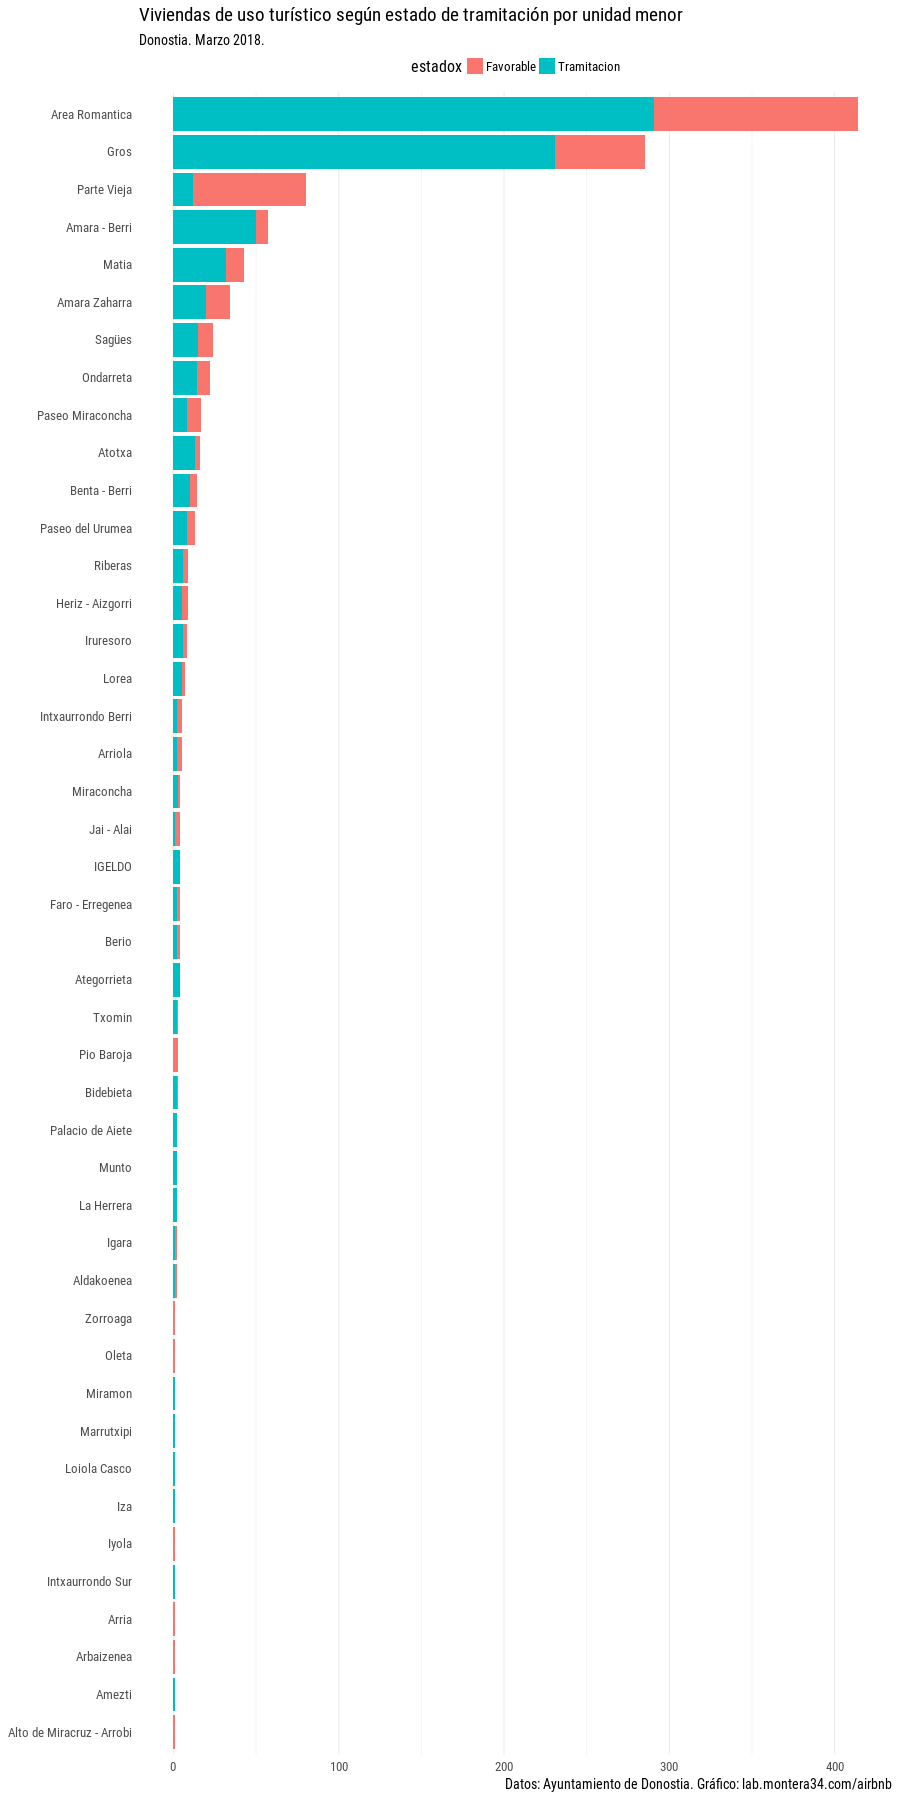 Viviendas de uso turístico según estado de tramitación por unidad menor
Donostia. Marzo 2018.
estadox Favorable Tramitacion
Area Romantica
Gros
Parte Vieja
Amara - Berri
Matia
Amara Zaharra
Sagües
Ondarreta
Paseo Miraconcha
Atotxa
Benta - Berri
Paseo del Urumea
Riberas
Heriz - Aizgorri
Iruresoro
Lorea
Intxaurrondo Berri
Arriola
Miraconcha
Jai - Alai
IGELDO
Faro - Erregenea
Berio
Ategorrieta
Txomin
Pio Baroja
Bidebieta
Palacio de Aiete
Munto
La Herrera
Igara
Aldakoenea
Zorroaga
Oleta
Miramon
Marrutxipi
Loiola Casco
Iza
Iyola
Intxaurrondo Sur
Arria
Arbaizenea
Amezti
Alto de Miracruz - Arrobi
0 100 200 300 400
Datos: Ayuntamiento de Donostia. Gráfico: lab.montera34.com/airbnb